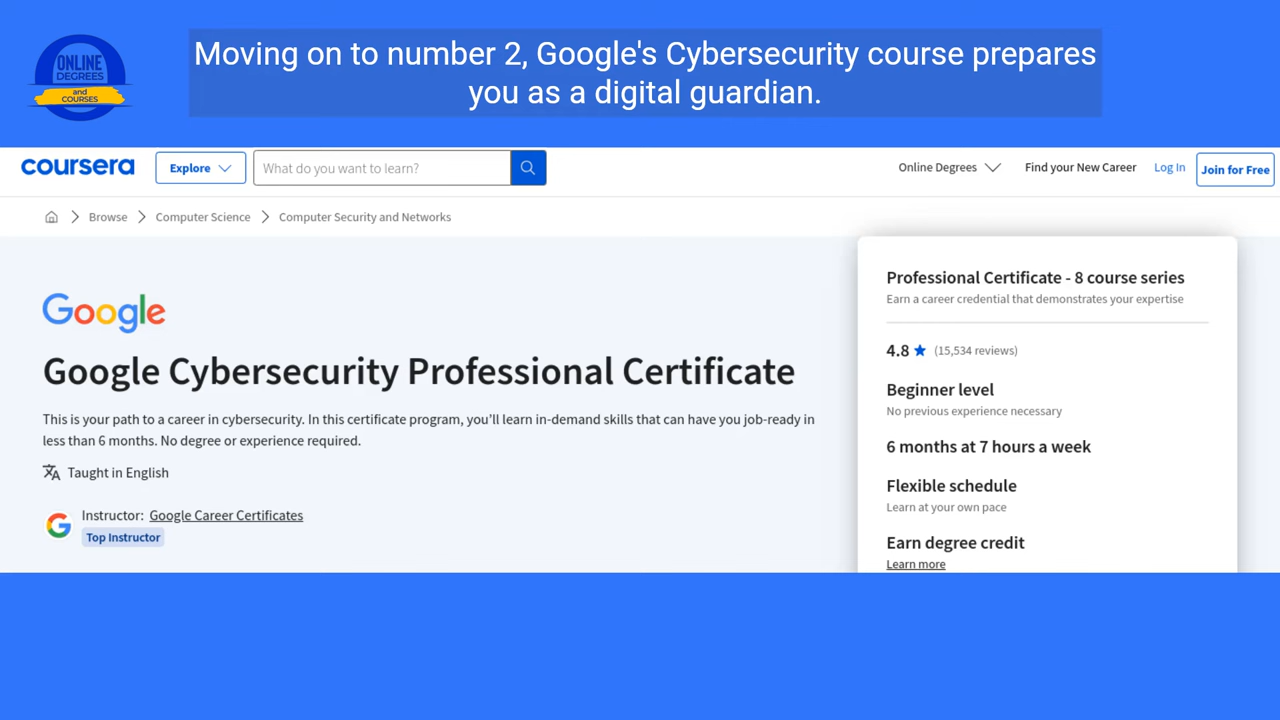 ONLINE
DEGREES
and
COURSES
Moving on to number 2, Google's Cybersecurity course prepares
you as a digital guardian.
coursera
Explore
What do you want to learn?
Online Degrees
Find your New Career
Log In
Join for Free
Browse
Computer Science
Computer Security and Networks
Google
Google Cybersecurity Professional Certificate
This is your path to a career in cybersecurity. In this certificate program, you’ll learn in-demand skills that can have you job-ready in
less than 6 months. No degree or experience required.
Taught in English
Instructor: Google Career Certificates
Top Instructor
Professional Certificate - 8 course series
Earn a career credential that demonstrates your expertise
4.8 ★ (15,534 reviews)
Beginner level
No previous experience necessary
6 months at 7 hours a week
Flexible schedule
Learn at your own pace
Earn degree credit
Learn more